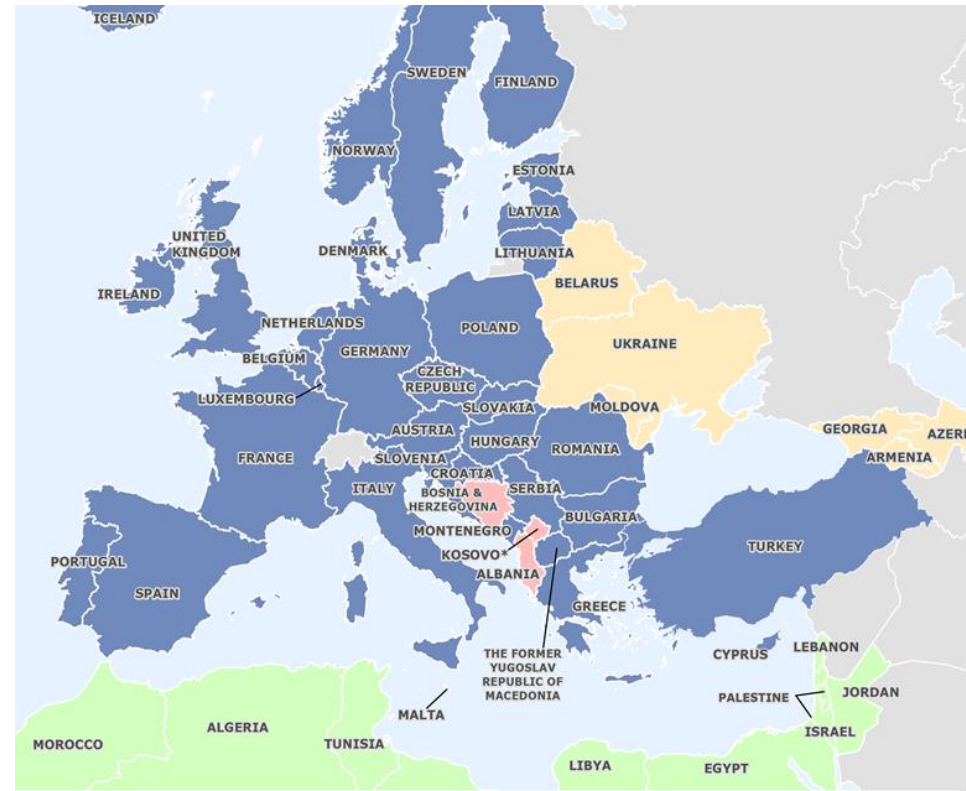 ICELAND
SWEDEN
FINLAND
NORWAY
ESTONIA
LATVIA
UNITED
KINGDOM
DENMARK
LITHUANIA
BELARUS
IRELAND
NETHERLANDS
POLAND
UKRAINE
BELGIUM
GERMANY
CZECH
REPUBLIC
LUXEMBOURG
SLOVAKIA
MOLDOVA
AUSTRIA
GEORGIA
AZER
HUNGARY
ROMANIA
FRANCE
SLOVENIA
ARMENIA
CROATIA
ITALY
SERBIA
BOSNIA &
HERZEGOVINA
BULGARIA
MONTENEGRO
TURKEY
KOSOVO*
PORTUGAL
ALBANIA
SPAIN
GREECE
LEBANON
CYPRUS
THE FORMER
YUGOSLAV
REPUBLIC OF
MACEDONIA
JORDAN
PALESTINE
MALTA
ALGERIA
ISRAEL
MOROCCO
TUNISIA
LIBYA
EGYPT